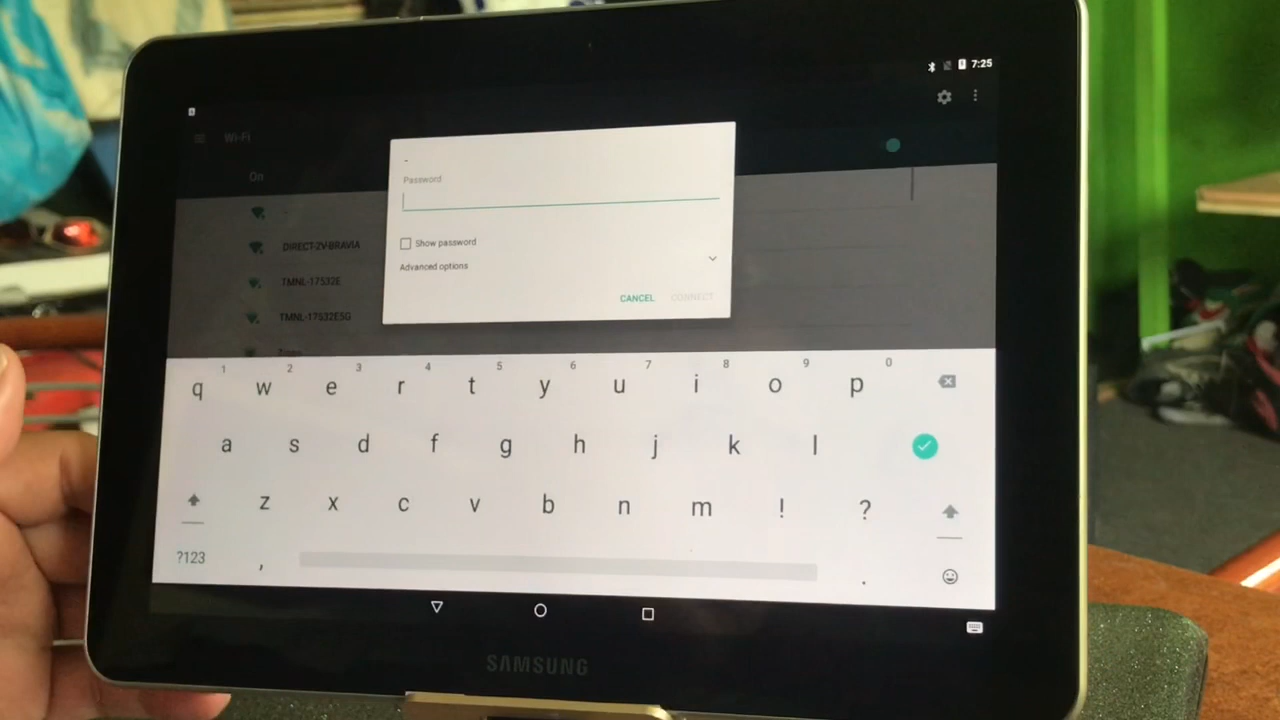 7:25
Wi-Fi
On
-
Password
Show password
Advanced options
CANCEL CONNECT
DIRECT-2V-BRAVIA
TMNL-17532E
TMNL-17532E5G
1 2 3 4 5 6 7 8 9 0
q w e r t y u i o p
a s d f g h j k l
z x c v b n m ! ?
?123 , .
SAMSUNG